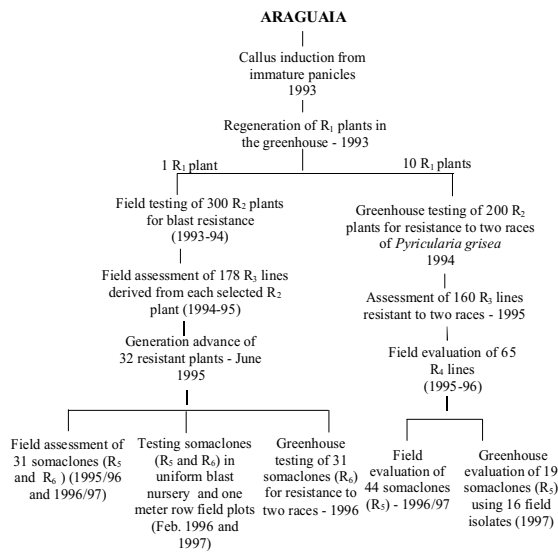 ARAGUAIA
Callus induction from
immature panicles
1993
Regeneration of R₁ plants in
the greenhouse - 1993
1 R₁ plant
10 R₁ plants
Field testing of 300 R₂ plants
for blast resistance
(1993-94)
Field assessment of 178 R₃ lines
derived from each selected R₂
plant (1994-95)
Generation advance of
32 resistant plants - June
1995
Field assessment of
31 somaclones (R₅
and R₆ ) (1995/96
and 1996/97)
Testing somaclones
(R₅ and R₆) in
uniform blast
nursery and one
meter row field plots
(Feb. 1996 and
1997)
Greenhouse
testing of 31
somaclones (R₆)
for resistance to
two races - 1996
Greenhouse testing of 200 R₂
plants for resistance to two races
of Pyricularia grisea
1994
Assessment of 160 R₃ lines
resistant to two races - 1995
Field evaluation of 65
R₄ lines
(1995-96)
Field
evaluation of
44 somaclones
(R₅) - 1996/97
Greenhouse
evaluation of 19
somaclones (R₅)
using 16 field
isolates (1997)